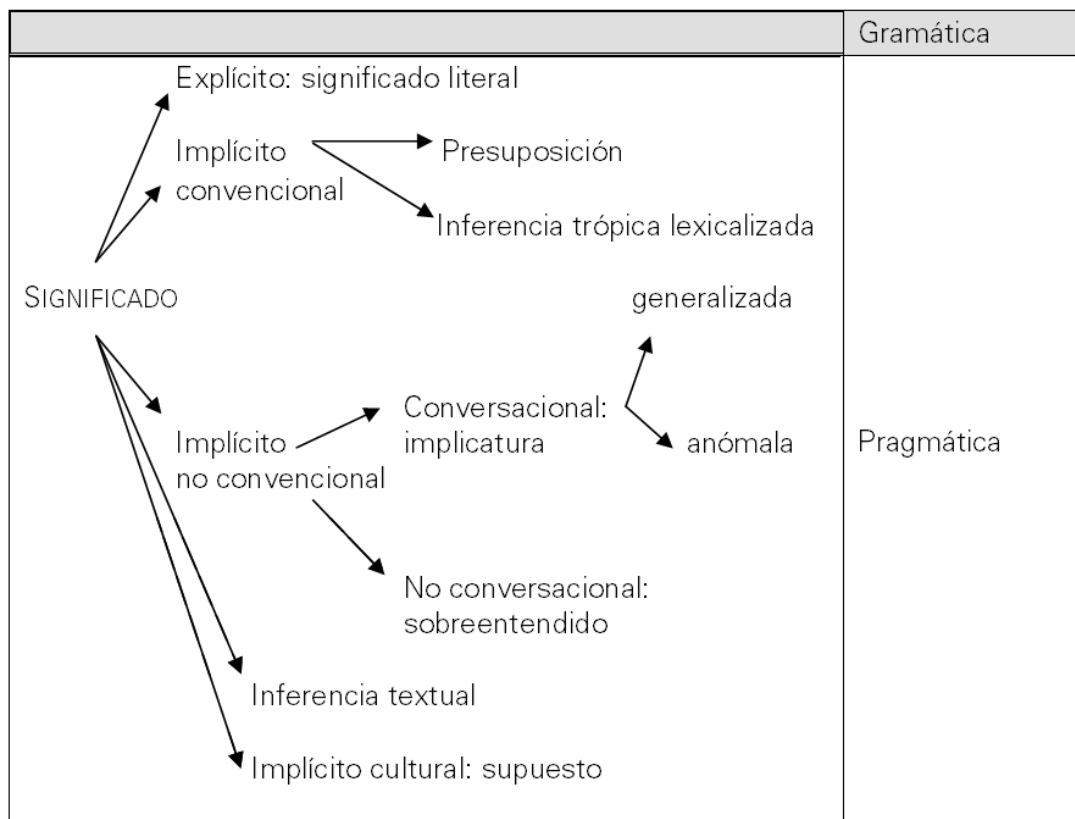 Gramática
Explícito: significado literal
Implícito
convencional
Presuposición
Inferencia trópica lexicalizada
SIGNIFICADO
generalizada
Conversacional:
implicatura
anómala
Pragmática
Implícito
no convencional
No conversacional:
sobreentendido
Inferencia textual
Implícito cultural: supuesto